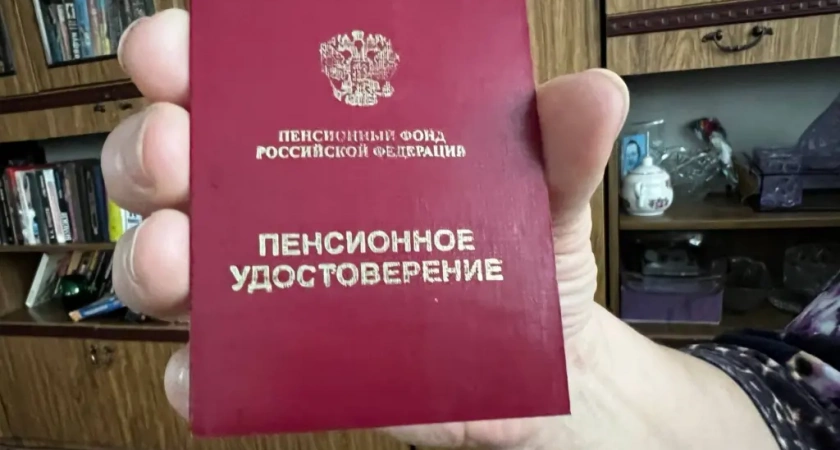 ПЕНСИОННЫЙ ФОНД
РОССИЙСКОЙ ФЕДЕРАЦИИ
ПЕНСИОННОЕ
УДОСТОВЕРЕНИЕ